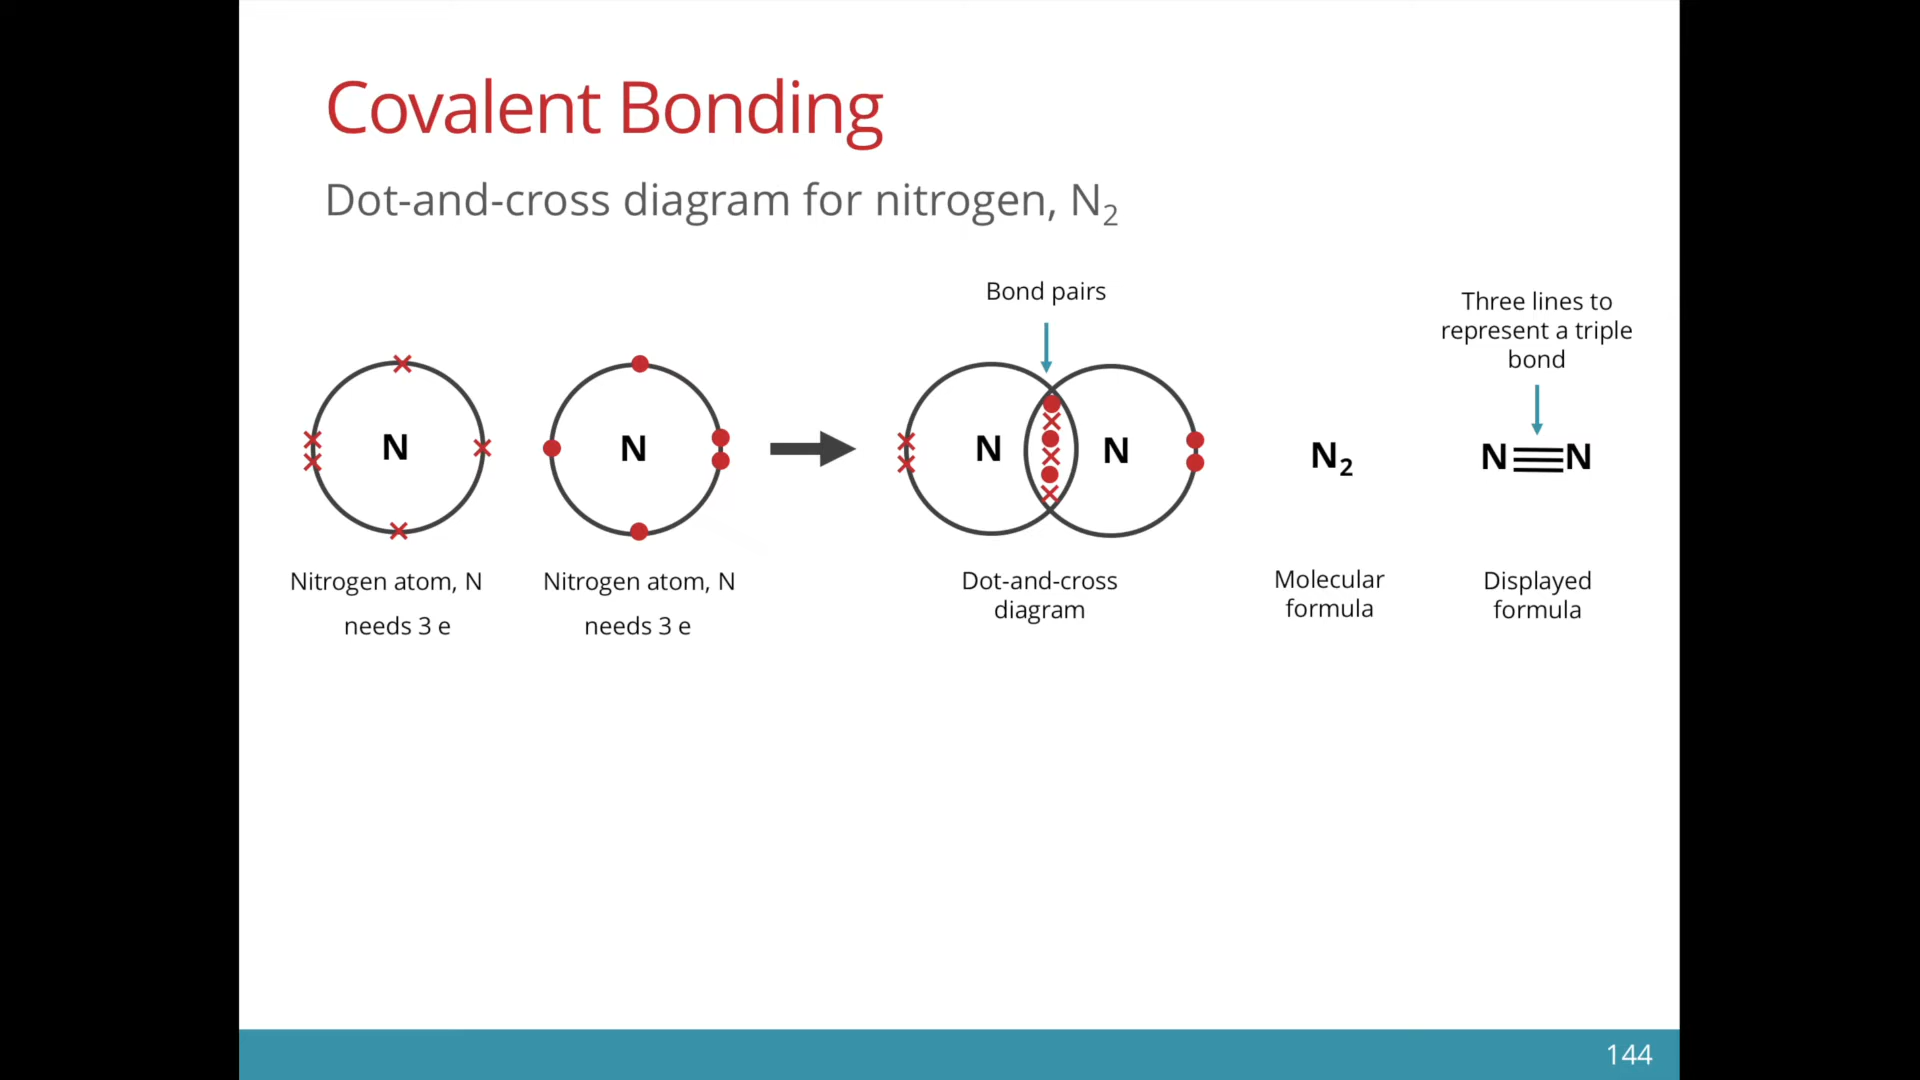 Covalent Bonding
Dot-and-cross diagram for nitrogen, N₂
Bond pairs
Three lines to
represent a triple
bond
N
N
N
N
N₂
N≡N
Nitrogen atom, N
needs 3 e
Nitrogen atom, N
needs 3 e
Dot-and-cross
diagram
Molecular
formula
Displayed
formula
144